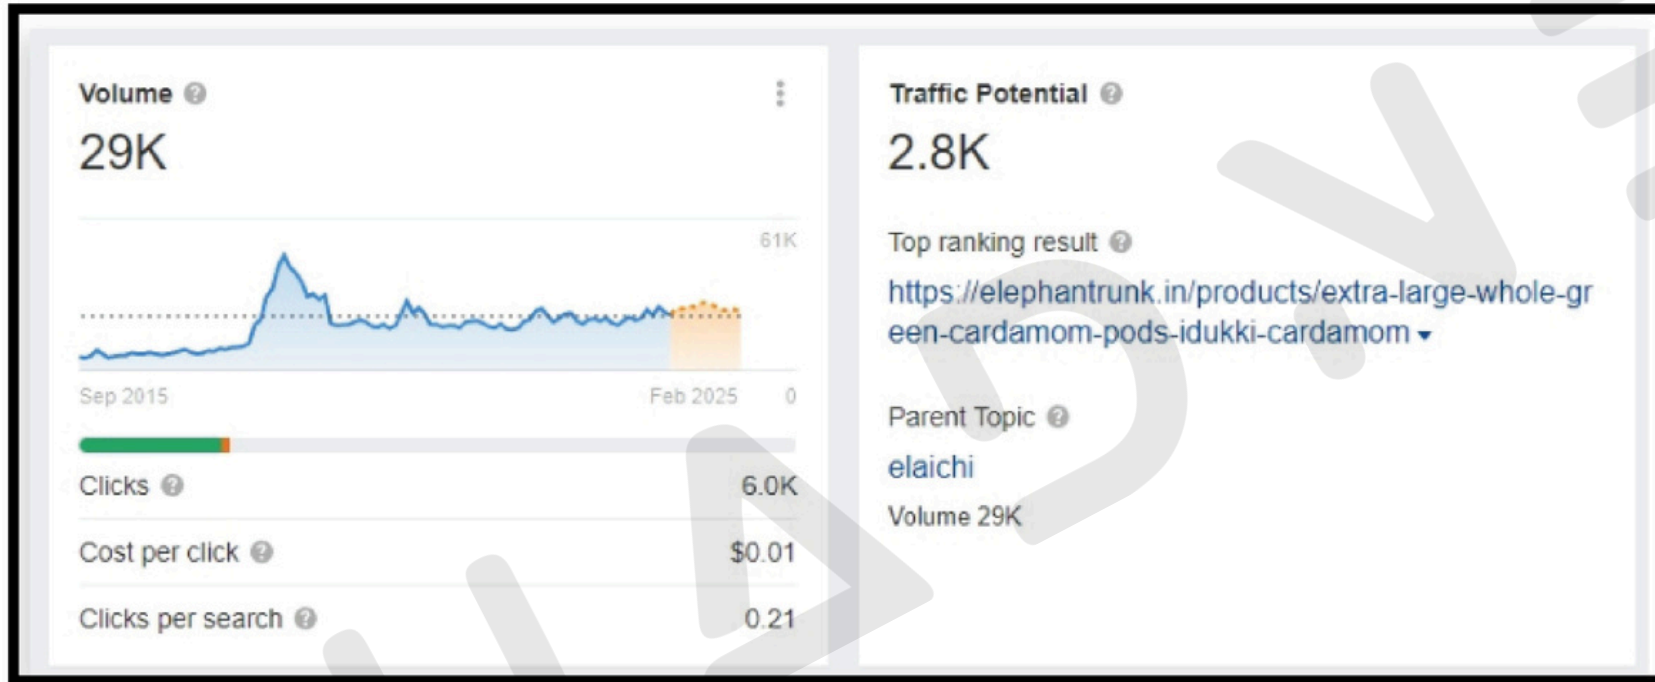 Volume
29K
61K
Sep 2015
Feb 2025
0
Clicks
6.0K
Cost per click
$0.01
Clicks per search
0.21
Traffic Potential
2.8K
Top ranking result
https://elephantrunk.in/products/extra-large-whole-gr
een-cardamom-pods-idukki-cardamom
Parent Topic
elaichi
Volume 29K